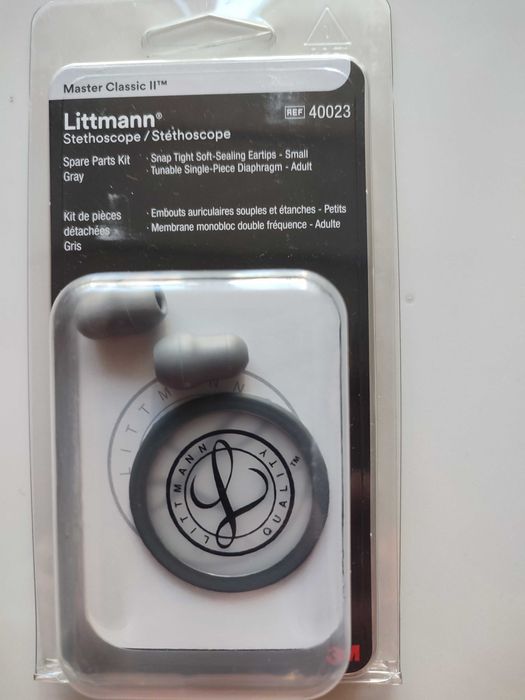 Master Classic II™
Littmann®
REF 40023
Stethoscope/Stéthoscope
Spare Parts Kit
Gray
· Snap Tight Soft-Sealing Eartips - Small
· Tunable Single-Piece Diaphragm - Adult
Kit de pièces
détachées
Gris
· Embouts auriculaires souples et étanches - Petits
· Membrane monobloc double fréquence - Adulte
LITTMANN
LITTMANN QUALITY™
3M